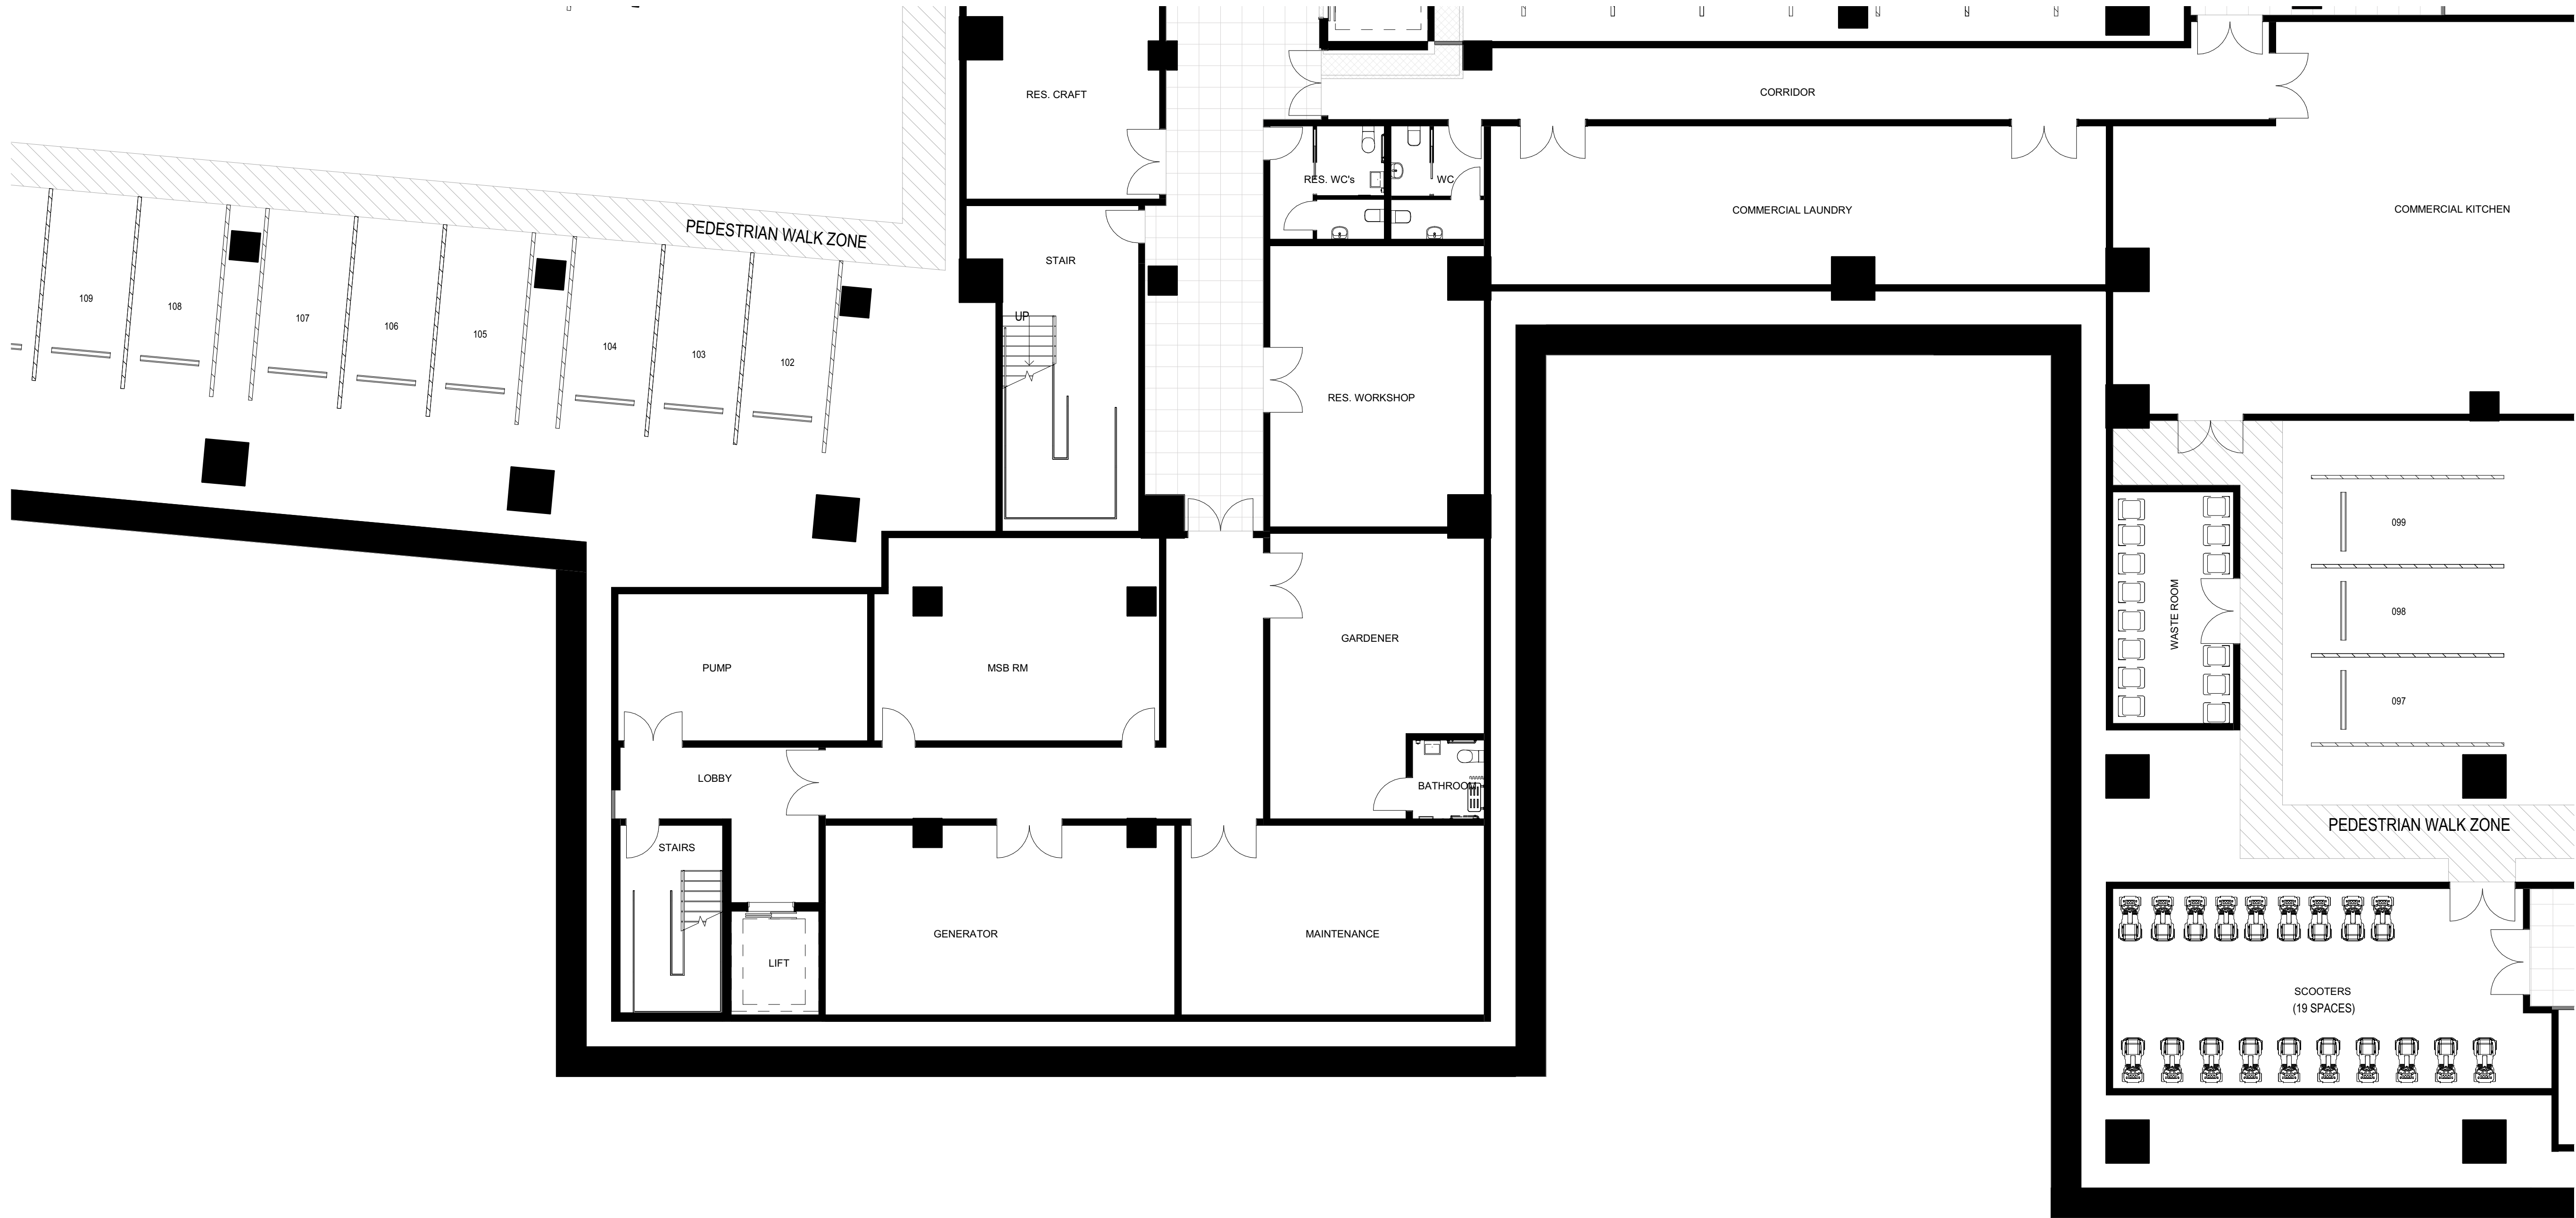 RES. CRAFT
CORRIDOR
RES. WC's
WC
COMMERCIAL LAUNDRY
COMMERCIAL KITCHEN
PEDESTRIAN WALK ZONE
STAIR
UP
109
108
107
106
105
104
103
102
RES. WORKSHOP
099
098
097
WASTE ROOM
GARDENER
PUMP
MSB RM
LOBBY
BATHROOM
PEDESTRIAN WALK ZONE
STAIRS
GENERATOR
MAINTENANCE
LIFT
SCOOTERS
(19 SPACES)